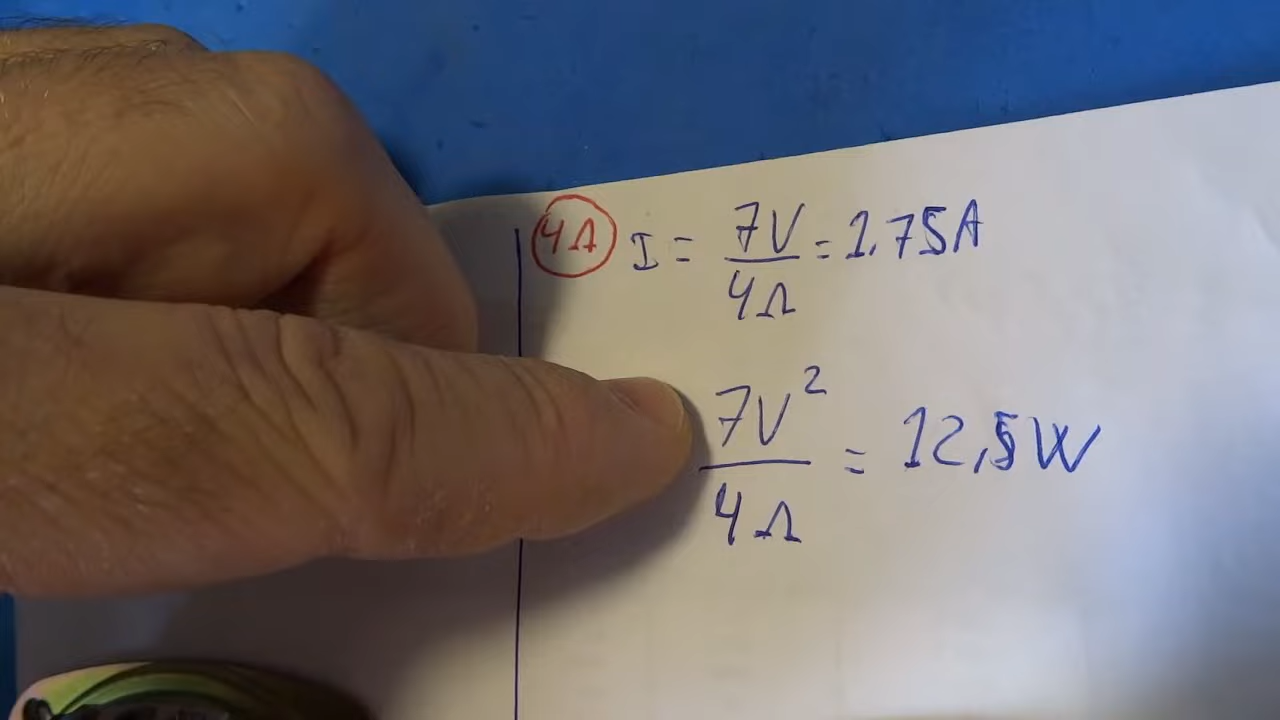 4Ω I = 7V/4Ω = 1.75A
7V²/4Ω = 12,5W